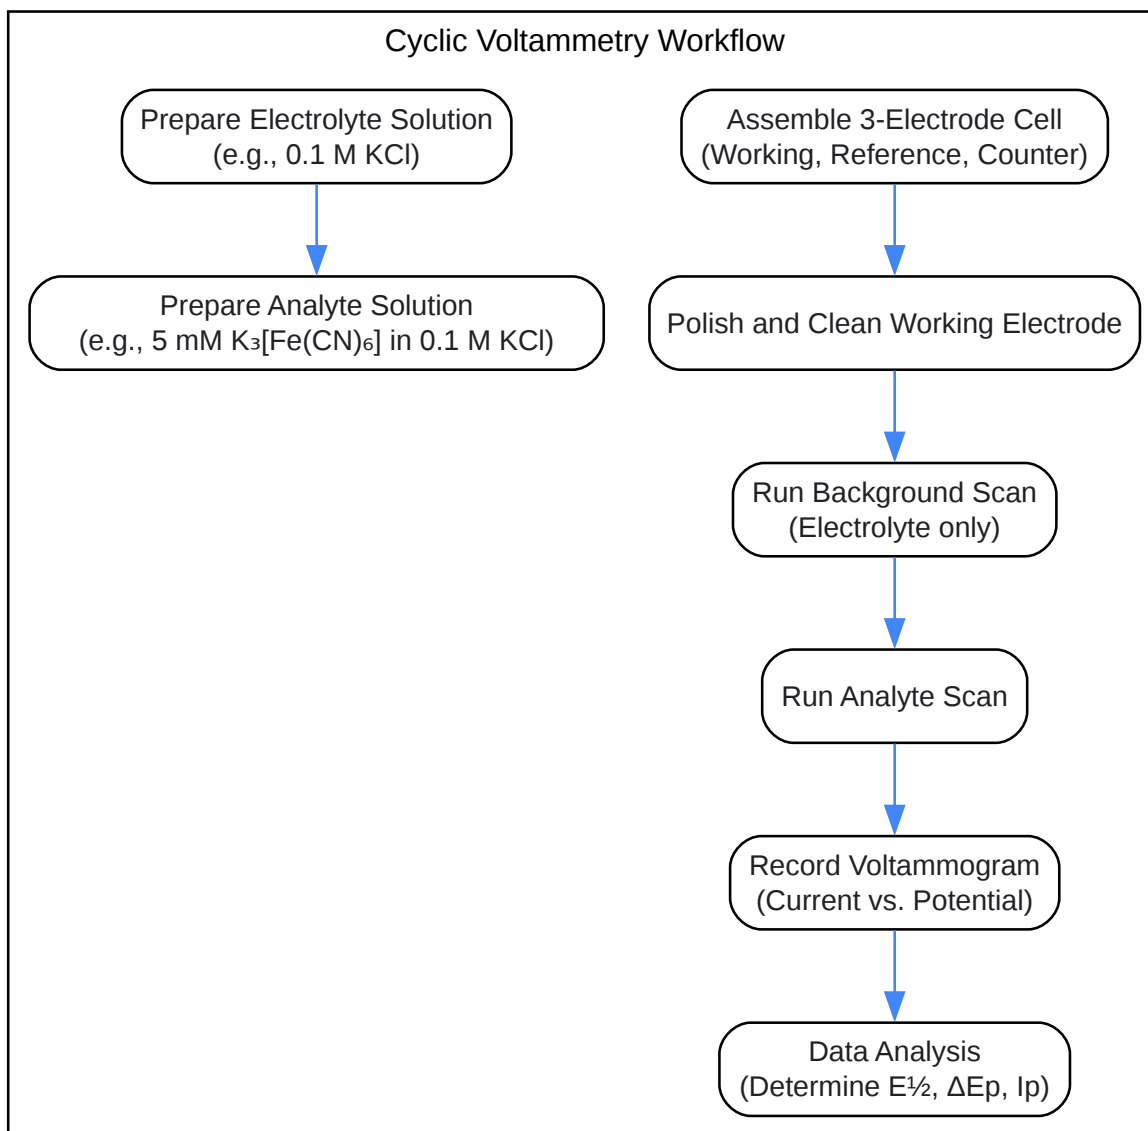 Cyclic Voltammetry Workflow
Prepare Electrolyte Solution
(e.g., 0.1 M KCl)
Prepare Analyte Solution
(e.g., 5 mM K₃[Fe(CN)₆] in 0.1 M KCl)
Assemble 3-Electrode Cell
(Working, Reference, Counter)
Polish and Clean Working Electrode
Run Background Scan
(Electrolyte only)
Run Analyte Scan
Record Voltammogram
(Current vs. Potential)
Data Analysis
(Determine E½, ΔEp, Ip)